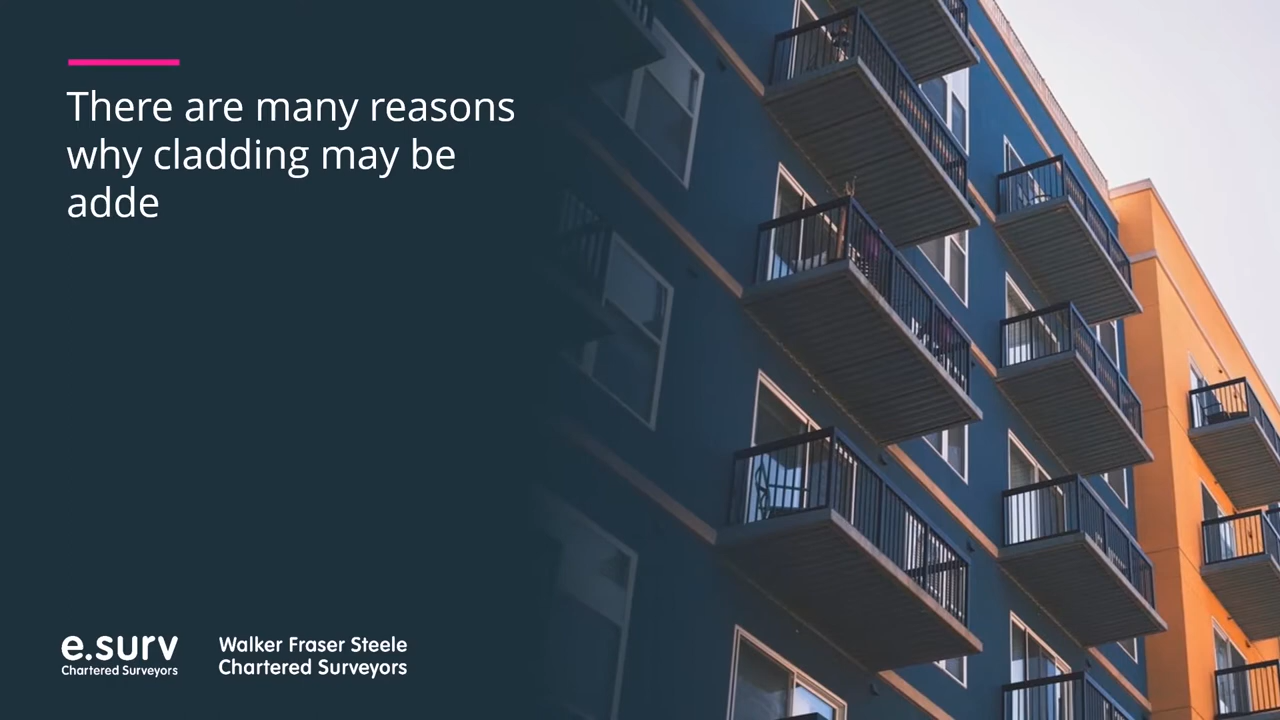 There are many reasons
why cladding may be
adde
e.surv
Chartered Surveyors
Walker Fraser Steele
Chartered Surveyors